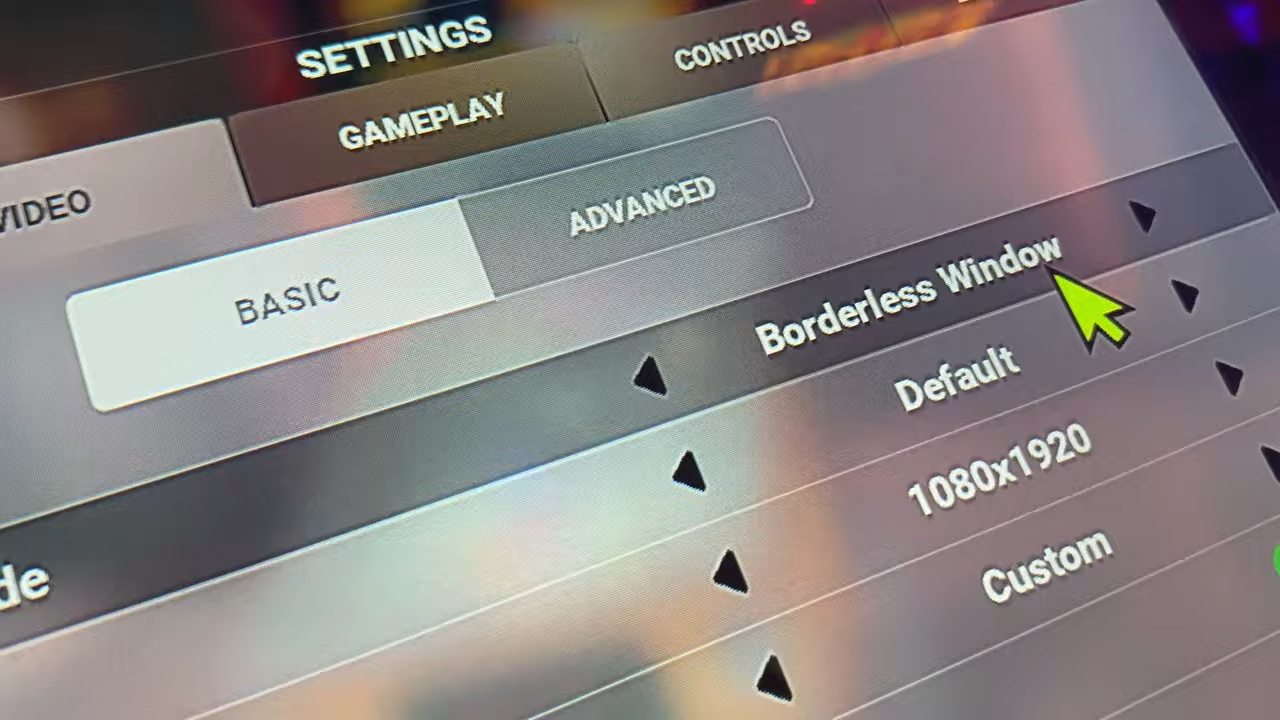 SETTINGS
VIDEO
GAMEPLAY
CONTROLS
BASIC
ADVANCED
Borderless Window
de
Default
1080x1920
Custom